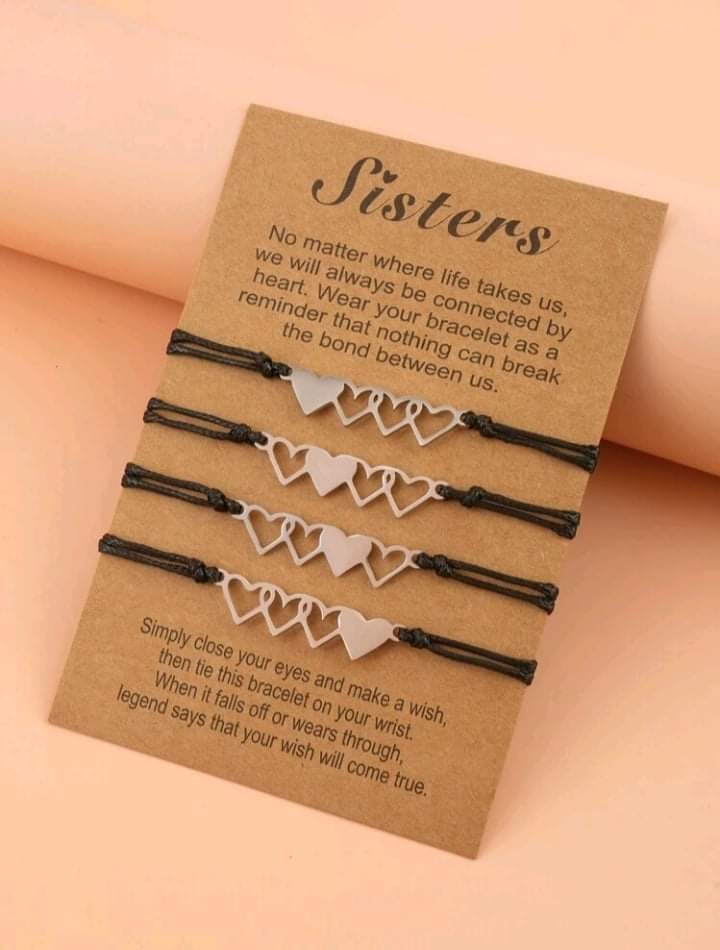 Sisters
No matter where life takes us,
we will always be connected by
heart. Wear your bracelet as a
reminder that nothing can break
the bond between us.
Simply close your eyes and make a wish,
then tie this bracelet on your wrist.
When it falls off or wears through,
legend says that your wish will come true.